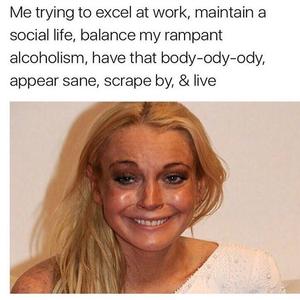 Me trying to excel at work, maintain a
social life, balance my rampant
alcoholism, have that body-ody-ody,
appear sane, scrape by, & live